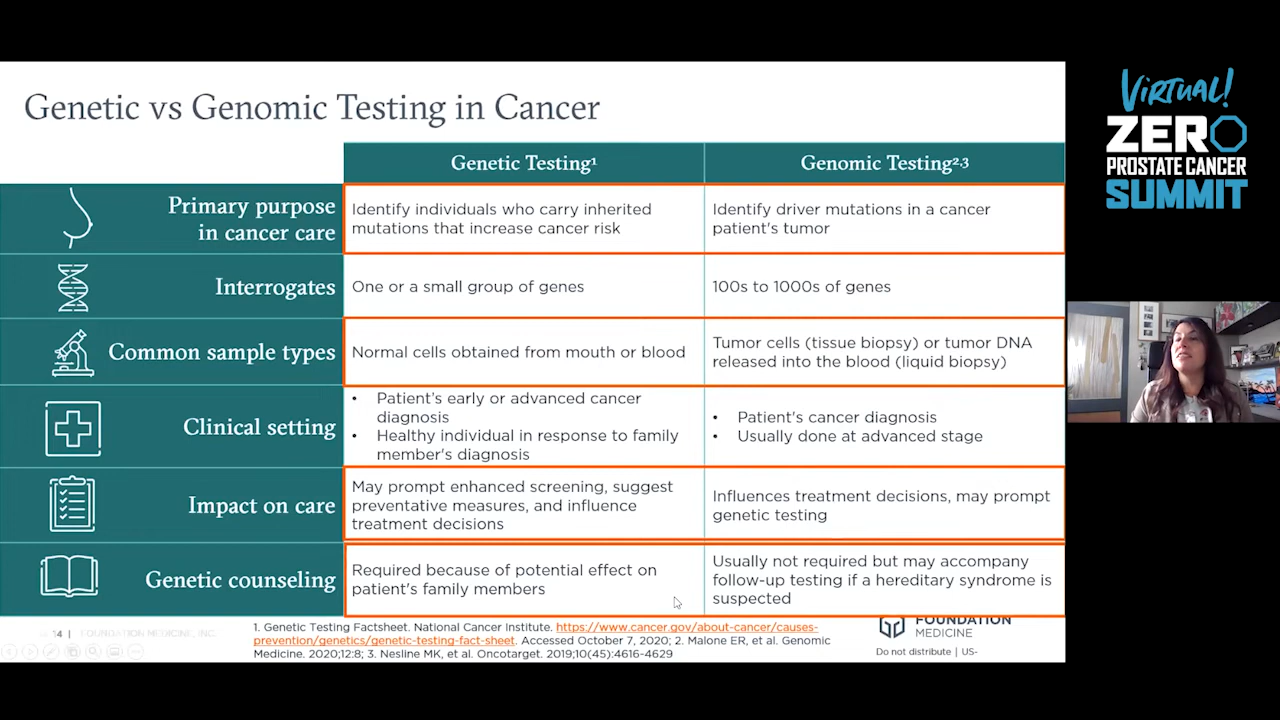 Genetic vs Genomic Testing in Cancer
Genetic Testing¹
Genomic Testing²·³
Primary purpose
in cancer care
Identify individuals who carry inherited
mutations that increase cancer risk
Identify driver mutations in a cancer
patient's tumor
Interrogates
One or a small group of genes
100s to 1000s of genes
Common sample types
Normal cells obtained from mouth or blood
Tumor cells (tissue biopsy) or tumor DNA
released into the blood (liquid biopsy)
Clinical setting
• Patient's early or advanced cancer
diagnosis
• Healthy individual in response to family
member's diagnosis
• Patient's cancer diagnosis
• Usually done at advanced stage
Impact on care
May prompt enhanced screening, suggest
preventative measures, and influence
treatment decisions
Influences treatment decisions, may prompt
genetic testing
Genetic counseling
Required because of potential effect on
patient's family members
Usually not required but may accompany
follow-up testing if a hereditary syndrome is
suspected
14 | FOUNDATION MEDICINE, INC.
1. Genetic Testing Factsheet. National Cancer Institute. https://www.cancer.gov/about-cancer/causes-
prevention/genetics/genetic-testing-fact-sheet. Accessed October 7, 2020; 2. Malone ER, et al. Genomic
Medicine. 2020;12:8; 3. Nesline MK, et al. Oncotarget. 2019;10(45):4616-4629
FOUNDATION
MEDICINE
Do not distribute | US-
Virtual!
ZERO
PROSTATE CANCER
SUMMIT